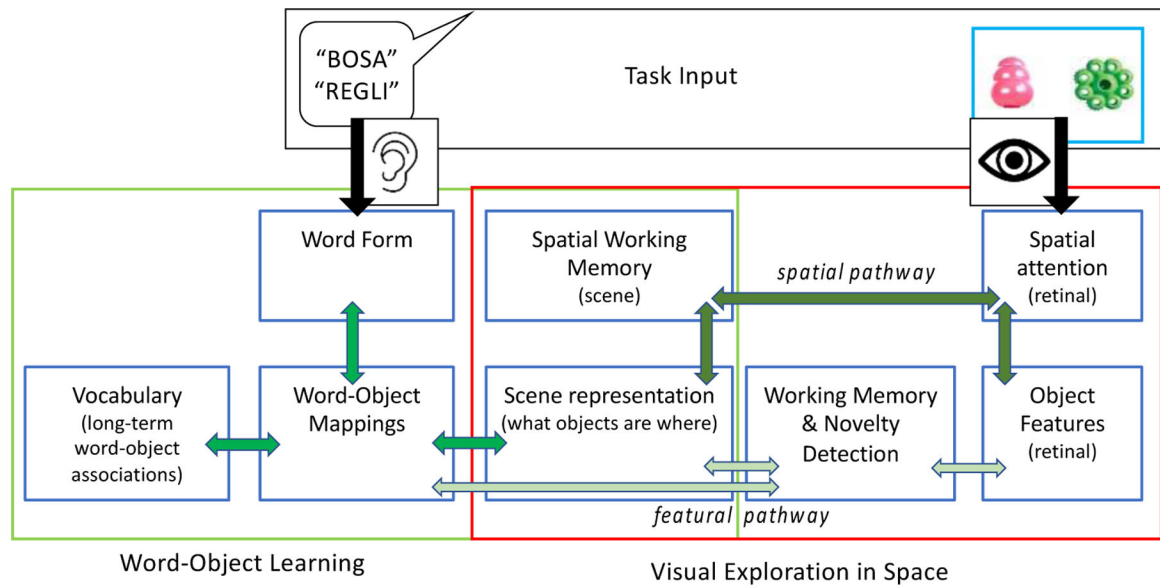 “BOSA”
“REGLI”
Task Input
Word Form
Spatial Working
Memory
(scene)
spatial pathway
Spatial
attention
(retinal)
Vocabulary
(long-term
word-object
associations)
Word-Object
Mappings
Scene representation
(what objects are where)
Working Memory
& Novelty
Detection
Object
Features
(retinal)
featural pathway
Word-Object Learning
Visual Exploration in Space